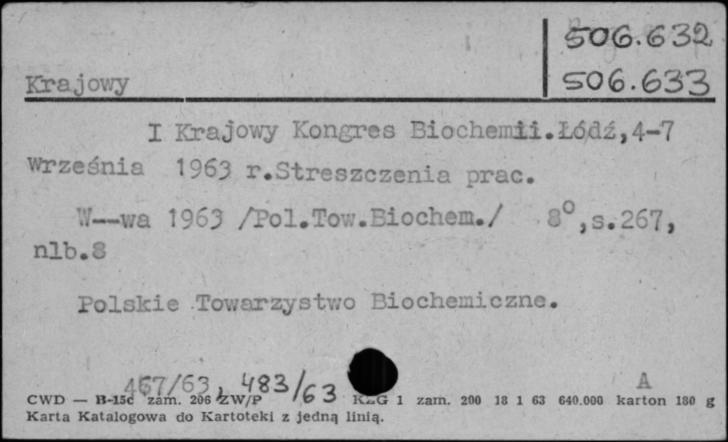 506.632
Krajowy 506.633
I Krajowy Kongres Biochemii.Łódź,4-7
Września 1963 r.Streszczenia prac.
W--wa 1963 /Pol.Tow.Biochem./ 8°,s.267,
nlb.8
Polskie Towarzystwo Biochemiczne.
467/63, 483/63 A
CWD — B-15c zam. 206 ZW/P KZG 1 zam. 200 18 1 63 640.000 karton 180 g
Karta Katalogowa do Kartoteki z jedną linią.